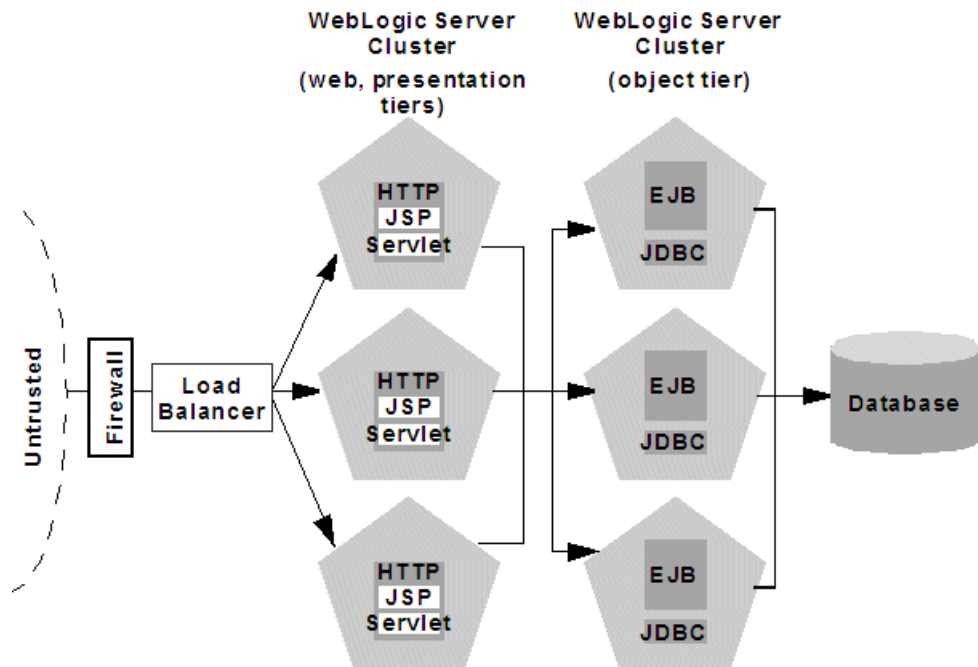 WebLogic Server
Cluster
(web, presentation
tiers)
WebLogic Server
Cluster
(object tier)
Untrusted
Firewall
Load
Balancer
HTTP
JSP
Servlet
HTTP
JSP
Servlet
HTTP
JSP
Servlet
EJB
JDBC
EJB
JDBC
EJB
JDBC
Database